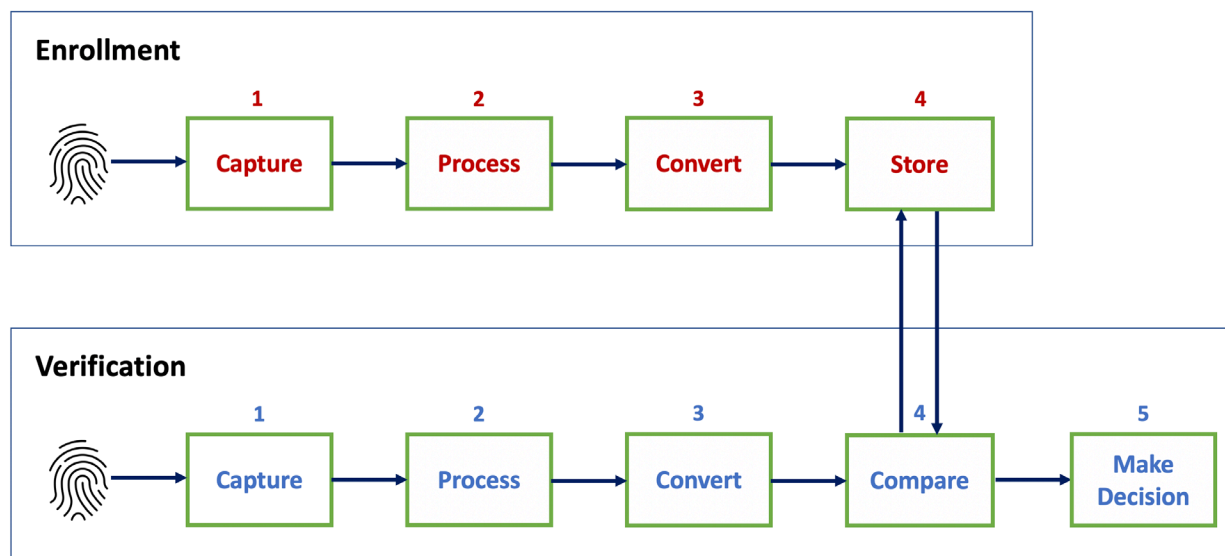 Enrollment
1 2 3 4
Capture Process Convert Store
Verification
1 2 3 4 5
Capture Process Convert Compare Make
Decision